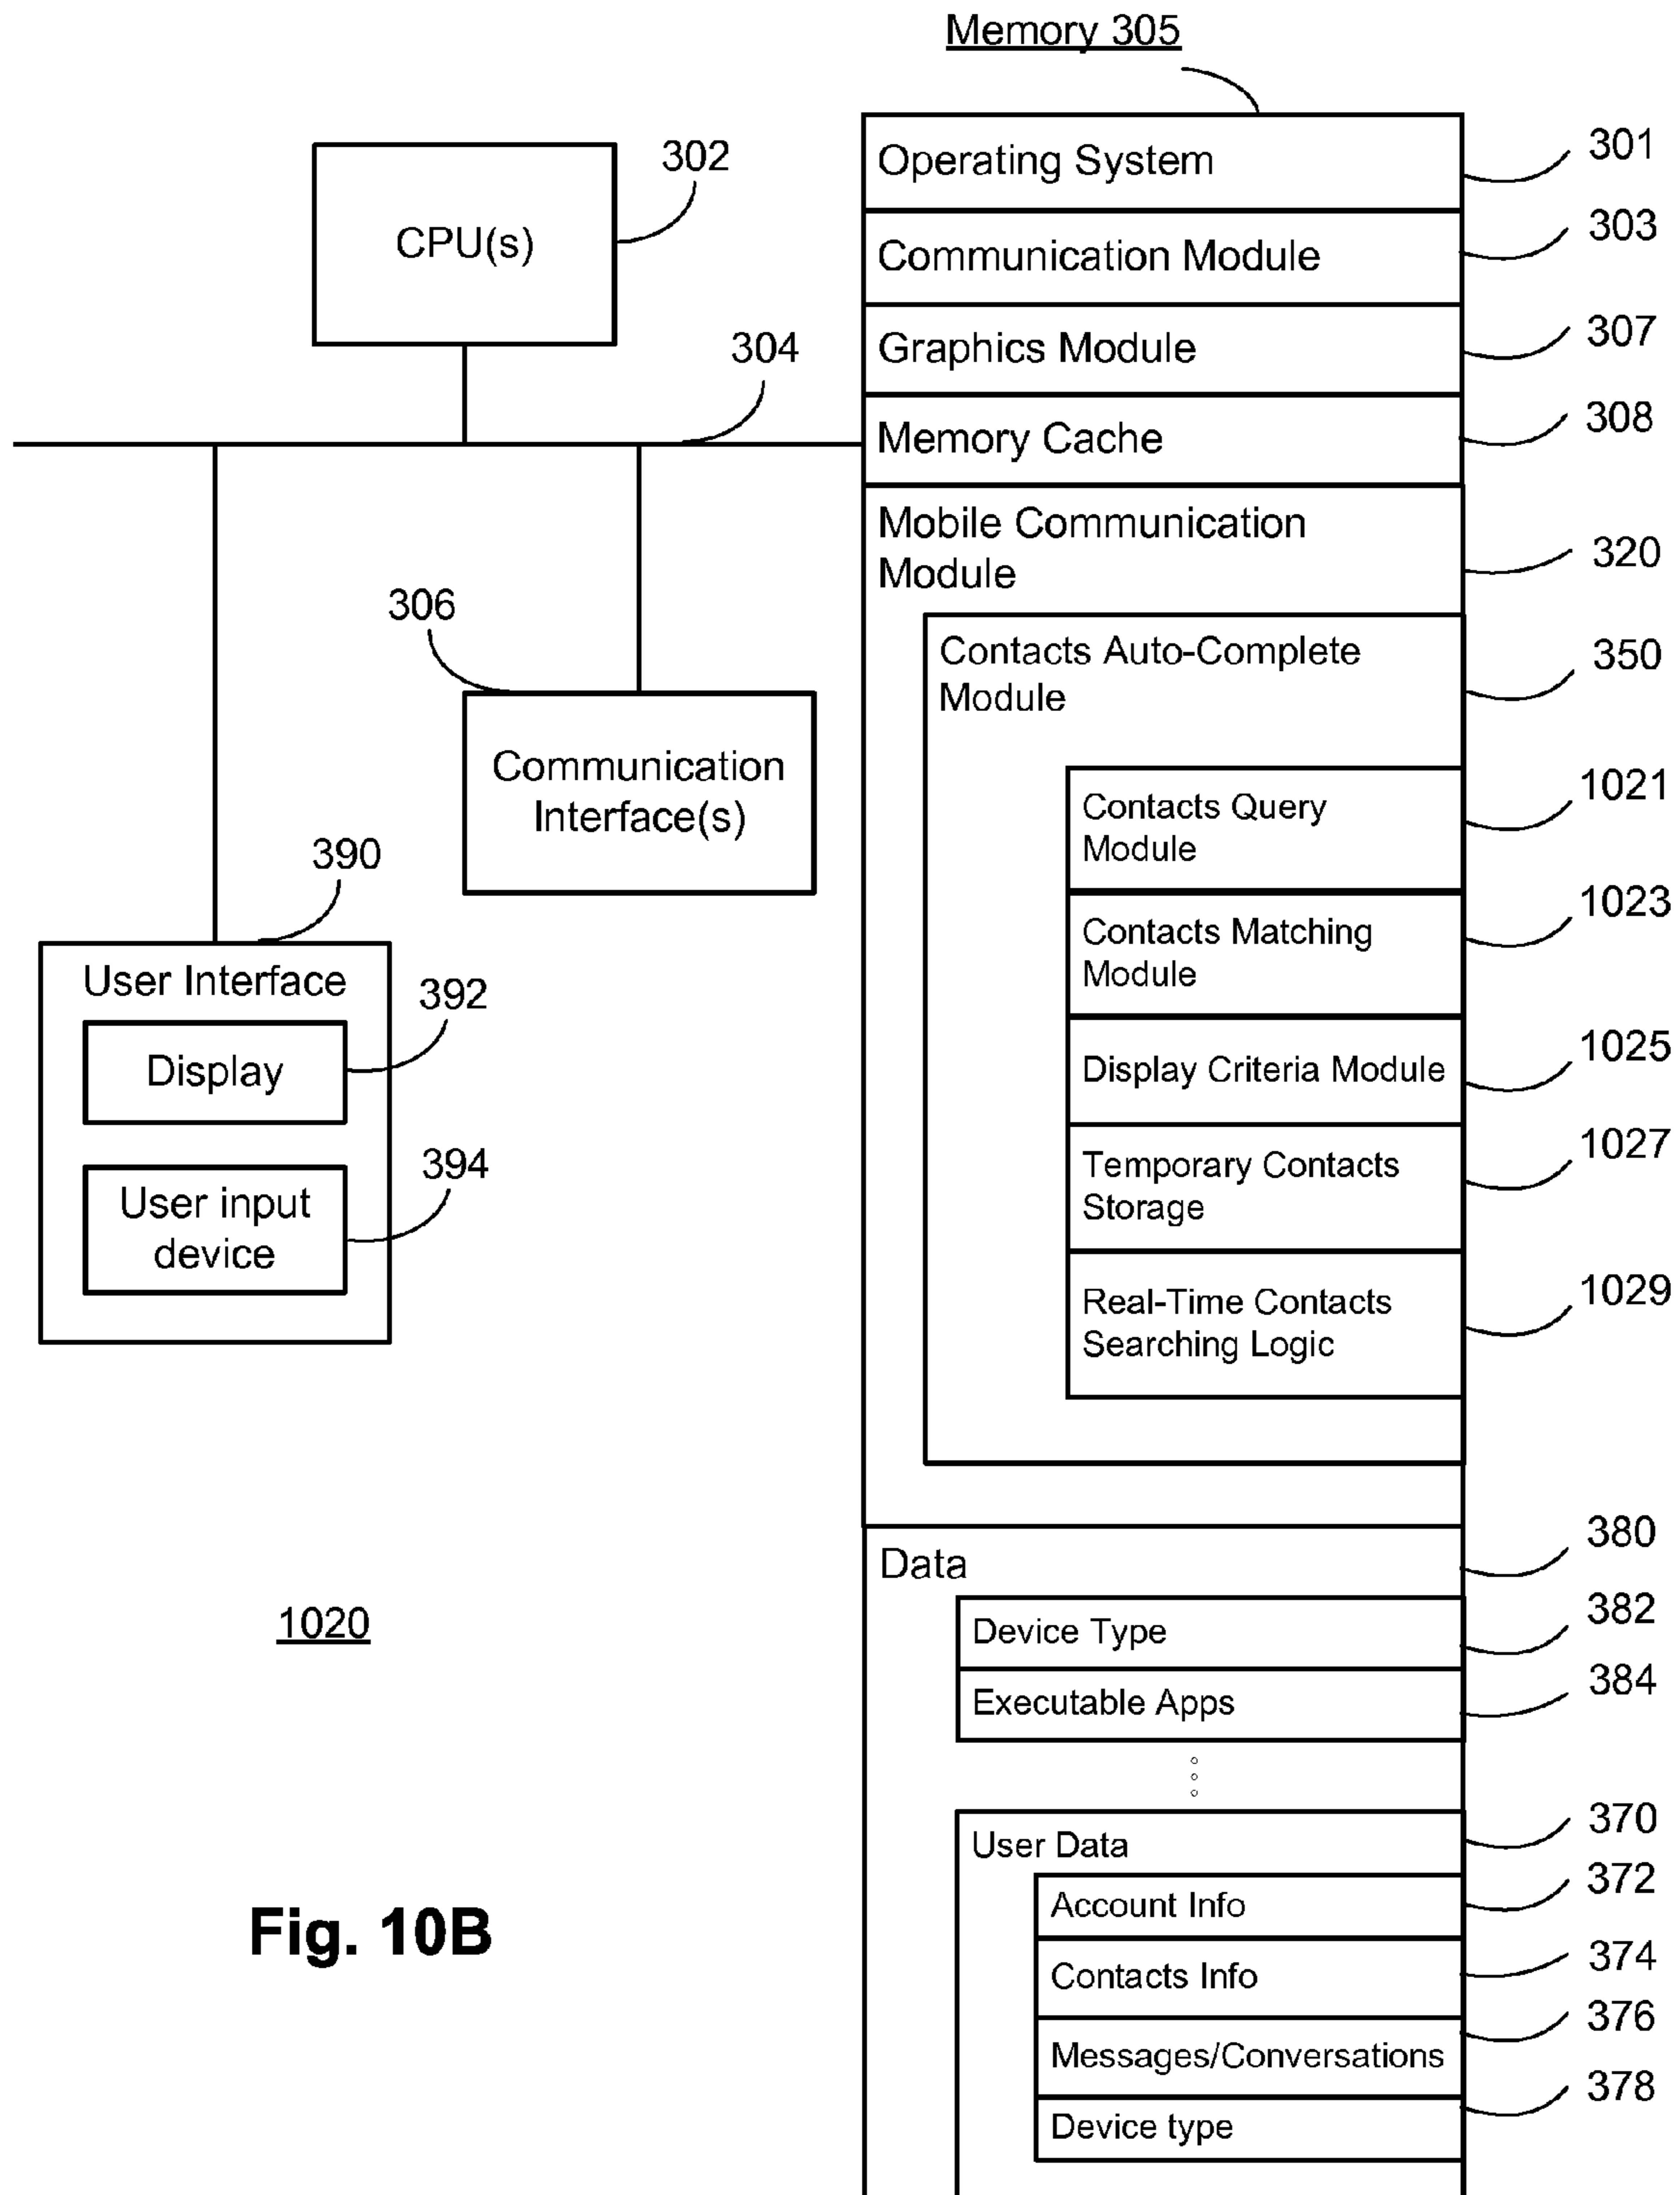 Memory 305
Operating System
301
302
CPU(s)
Communication Module
303
Graphics Module
307
304
Memory Cache
308
Mobile Communication
Module
320
306
Contacts Auto-Complete
Module
350
Communication
Interface(s)
Contacts Query
Module
1021
390
User Interface
392
Display
394
User input
device
Contacts Matching
Module
1023
Display Criteria Module
1025
Temporary Contacts
Storage
1027
Real-Time Contacts
Searching Logic
1029
Data
380
1020
Device Type
382
Executable Apps
384
User Data
370
Account Info
372
Fig. 10B
Contacts Info
374
Messages/Conversations
376
Device type
378